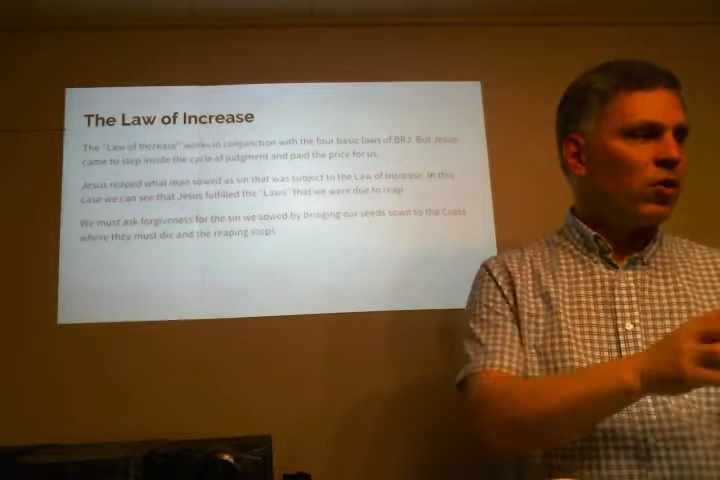 The Law of Increase
The "Law of Increase" works in conjunction with the four basic laws of BRJ. But Jesus
came to step inside the cycle of judgment and paid the price for us.
Jesus reaped what man sowed as sin that was subject to the Law of Increase. In this
case we can see that Jesus fulfilled the "Laws" that we were due to reap.
We must ask forgiveness for the sin we sowed by bringing our seeds sown to the Cross
where they must die and the reaping stops.